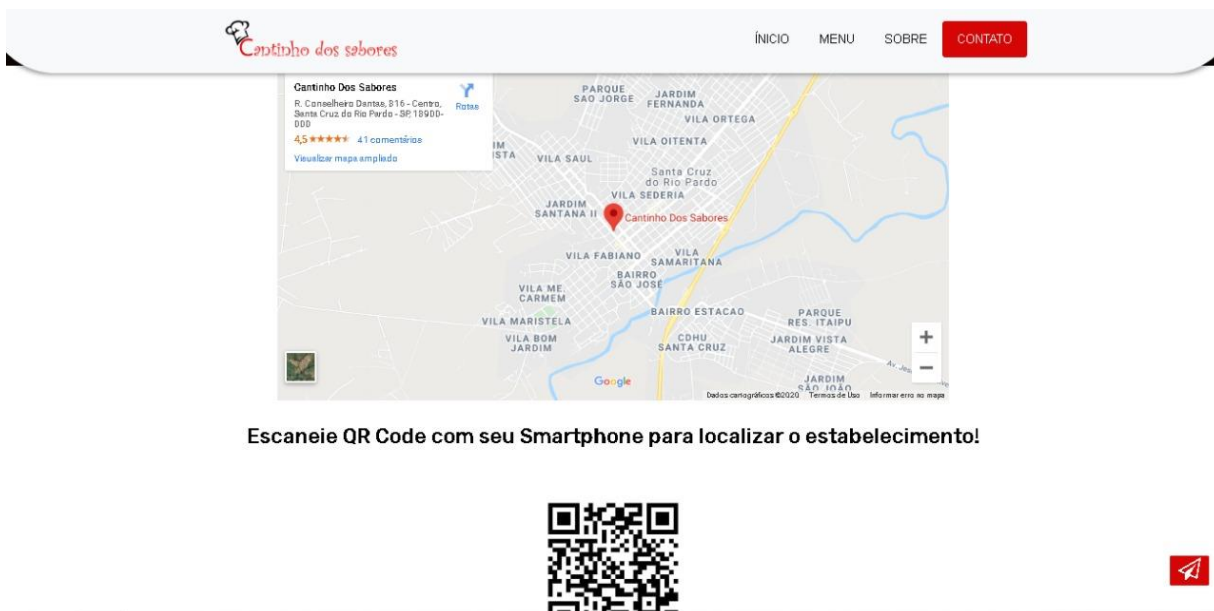 Cantinho dos sabores
ÍNICIO MENU SOBRE CONTATO
Cantinho Dos Sabores
R. Conselheiro Dantas, 816 - Centro,
Santa Cruz do Rio Pardo - SP, 18900-
000
Rotas
4,5 41 comentários
Visualizar mapa ampliado
PARQUE
SAO JORGE
JARDIM
FERNANDA
VILA ORTEGA
VILA OITENTA
VILA SAUL
Santa Cruz
do Rio Pardo
VILA SEDERIA
JARDIM
SANTANA II
Cantinho Dos Sabores
VILA FABIANO
VILA
SAMARITANA
BAIRRO
SÃO JOSÉ
VILA ME.
CARMEM
VILA MARISTELA
BAIRRO ESTACAO
PARQUE
RES. ITAIPU
VILA BOM
JARDIM
CDHU
SANTA CRUZ
JARDIM VISTA
ALEGRE
JARDIM
SÃO JOÃO
Google
Dados cartográficos ©2020 Termos de Uso Informar erro no mapa
Escaneie QR Code com seu Smartphone para localizar o estabelecimento!